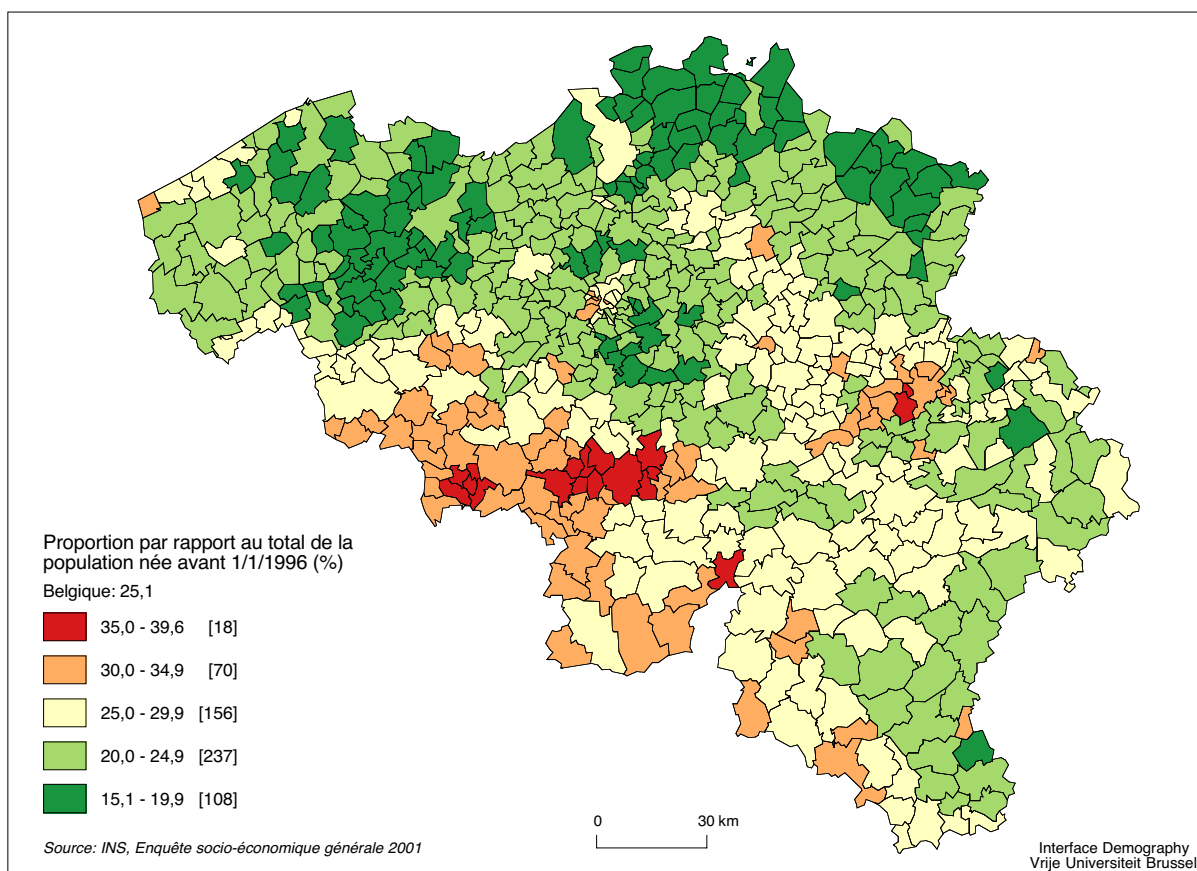 Proportion par rapport au total de la
population née avant 1/1/1996 (%)
Belgique: 25,1
35,0 - 39,6 [18]
30,0 - 34,9 [70]
25,0 - 29,9 [156]
20,0 - 24,9 [237]
15,1 - 19,9 [108]
Source: INS, Enquête socio-économique générale 2001
0 30 km
Interface Demography
Vrije Universiteit Brussel